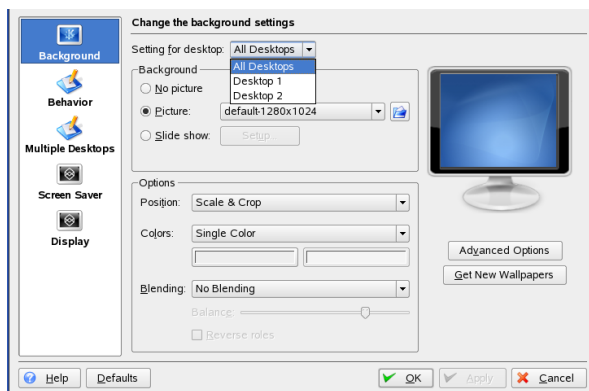 Change the background settings
Background
Behavior
Multiple Desktops
Screen Saver
Display
Setting for desktop: All Desktops
All Desktops
Desktop 1
Desktop 2
Background
No picture
Picture: default-1280x1024
Slide show: Setup...
Options
Position: Scale & Crop
Colors: Single Color
Blending: No Blending
Balance:
Reverse roles
Advanced Options
Get New Wallpapers
Help
Defaults
OK
Apply
Cancel